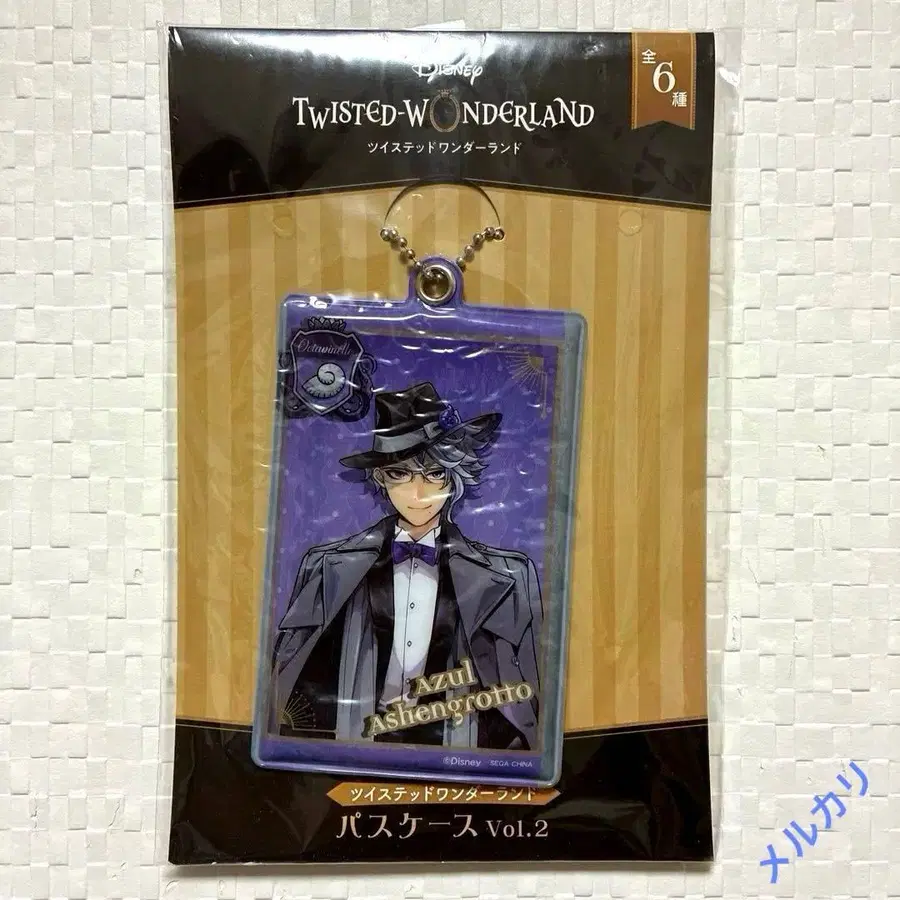 Disney
Twisted-Wonderland
ツイステッドワンダーランド
全
6
種
Octavinelle
Azul
Ashengrotto
©Disney SEGA CHINA
ツイステッドワンダーランド
パスケース Vol.2
メルカリ